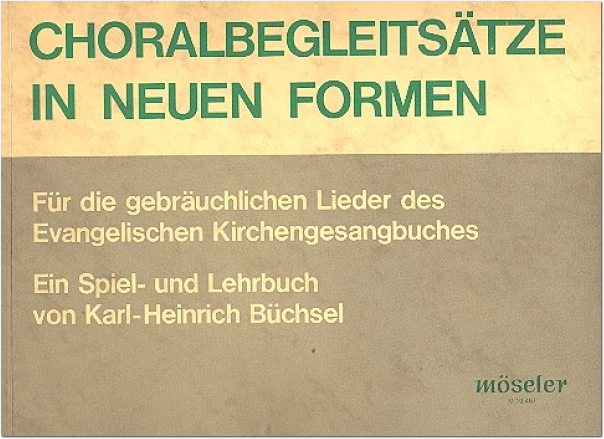 CHORALBEGLEITSÄTZE
IN NEUEN FORMEN
Für die gebräuchlichen Lieder des
Evangelischen Kirchengesangbuches
Ein Spiel- und Lehrbuch
von Karl-Heinrich Büchsel
möseler